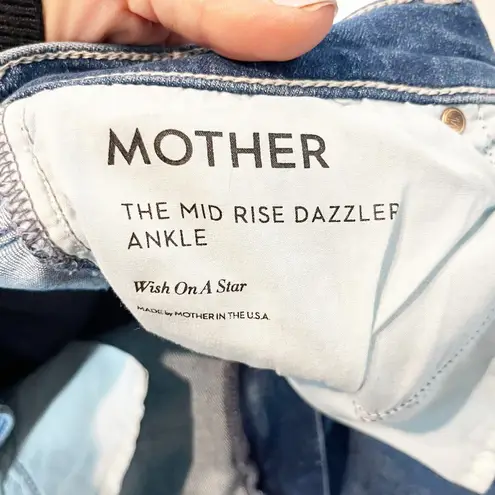 MOTHER
THE MID RISE DAZZLER
ANKLE
Wish On A Star
MADE by MOTHER IN THE U.S.A.